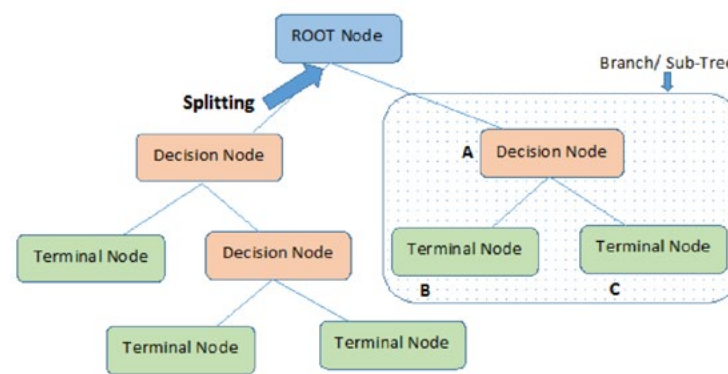 ROOT Node
Branch/ Sub-Tree
Splitting
Decision Node
A
Decision Node
Terminal Node
Decision Node
Terminal Node
Terminal Node
B
C
Terminal Node
Terminal Node